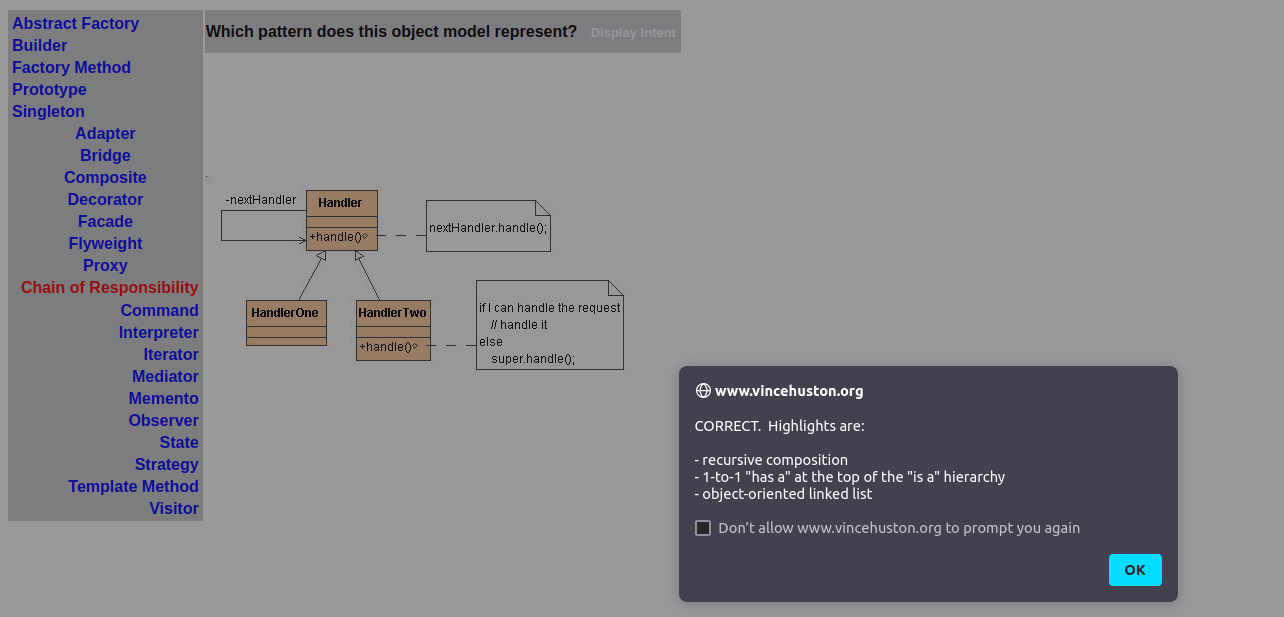 Abstract Factory
Builder
Factory Method
Prototype
Singleton
Adapter
Bridge
Composite
Decorator
Facade
Flyweight
Proxy
Chain of Responsibility
Command
Interpreter
Iterator
Mediator
Memento
Observer
State
Strategy
Template Method
Visitor
Which pattern does this object model represent? Display Intent
-nextHandler
Handler
+handle()
nextHandler.handle();
HandlerOne
HandlerTwo
+handle()
if I can handle the request
// handle it
else
super.handle();
www.vincehuston.org
CORRECT. Highlights are:
- recursive composition
- 1-to-1 "has a" at the top of the "is a" hierarchy
- object-oriented linked list
Don’t allow www.vincehuston.org to prompt you again
OK